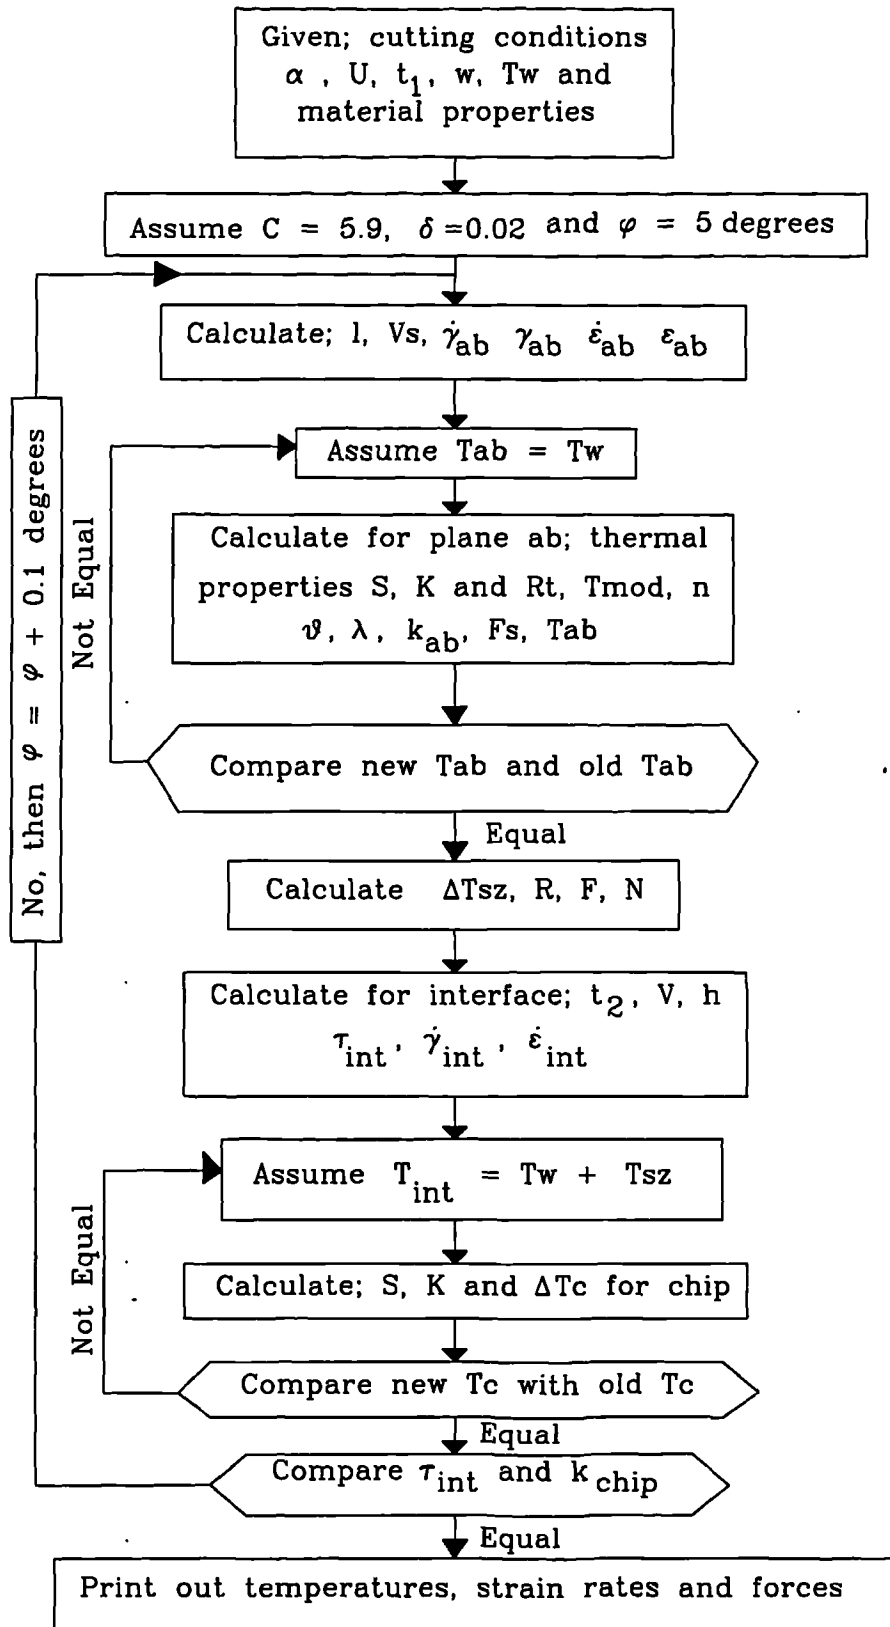 Given; cutting conditions
α , U, t₁, w, Tw and
material properties
Assume C = 5.9, δ =0.02 and φ = 5 degrees
Calculate; l, Vs, γ̇ab γab ε̇ab εab
Assume Tab = Tw
Calculate for plane ab; thermal
properties S, K and Rt, Tmod, n
ϑ, λ, kab, Fs, Tab
Not Equal
No, then φ = φ + 0.1 degrees
Compare new Tab and old Tab
Equal
Calculate ΔTsz, R, F, N
Calculate for interface; t₂, V, h
τint, γ̇int, ε̇int
Assume Tint = Tw + Tsz
Calculate; S, K and ΔTc for chip
Not Equal
Compare new Tc with old Tc
Equal
Compare τint and kchip
Equal
Print out temperatures, strain rates and forces